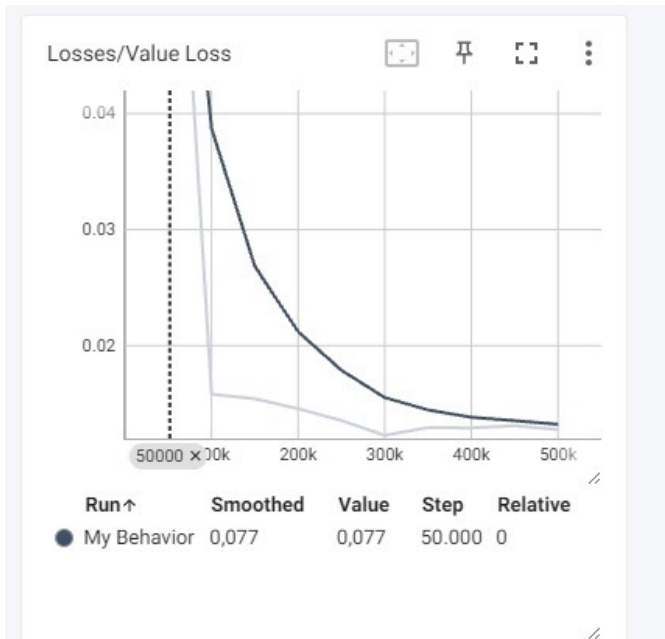 Losses/Value Loss
0.04
0.03
0.02
50000 × 00k 200k 300k 400k 500k
Run↑ Smoothed Value Step Relative
My Behavior 0,077 0,077 50.000 0